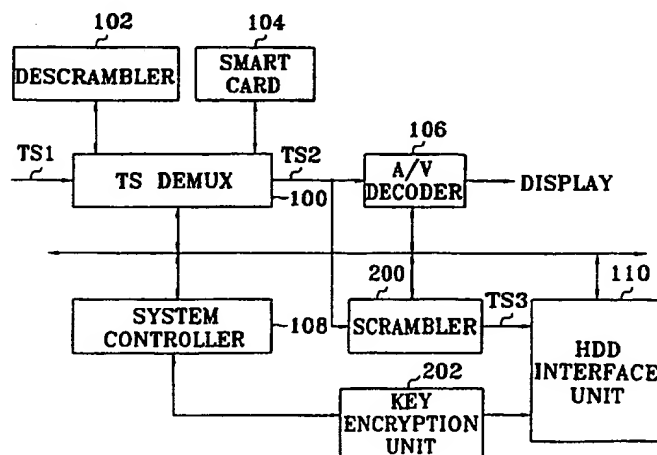 102
104
DESCRAMBLER
SMART
CARD
TS1
TS DEMUX
100
TS2
106
A/V
DECODER
DISPLAY
200
110
SYSTEM
CONTROLLER
108
SCRAMBLER
TS3
HDD
INTERFACE
UNIT
202
KEY
ENCRYPTION
UNIT